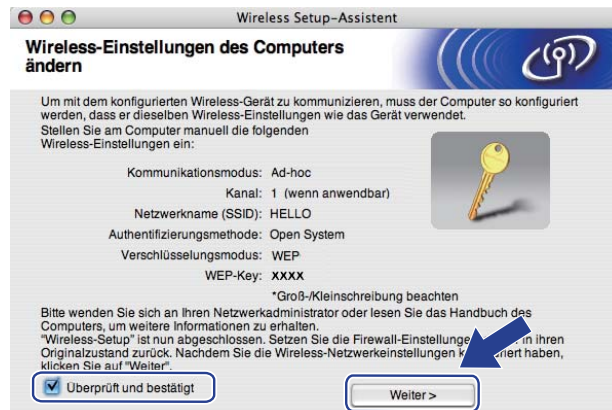 Wireless Setup-Assistent
Wireless-Einstellungen des Computers
ändern
Um mit dem konfigurierten Wireless-Gerät zu kommunizieren, muss der Computer so konfiguriert
werden, dass er dieselben Wireless-Einstellungen wie das Gerät verwendet.
Stellen Sie am Computer manuell die folgenden
Wireless-Einstellungen ein:
Kommunikationsmodus: Ad-hoc
Kanal: 1 (wenn anwendbar)
Netzwerkname (SSID): HELLO
Authentifizierungsmethode: Open System
Verschlüsselungsmodus: WEP
WEP-Key: XXXX
*Groß-/Kleinschreibung beachten
Bitte wenden Sie sich an Ihren Netzwerkadministrator oder lesen Sie das Handbuch des
Computers, um weitere Informationen zu erhalten.
"Wireless-Setup" ist nun abgeschlossen. Setzen Sie die Firewall-Einstellungen in ihren
Originalzustand zurück. Nachdem Sie die Wireless-Netzwerkeinstellungen haben,
klicken Sie auf "Weiter".
Überprüft und bestätigt
Weiter >